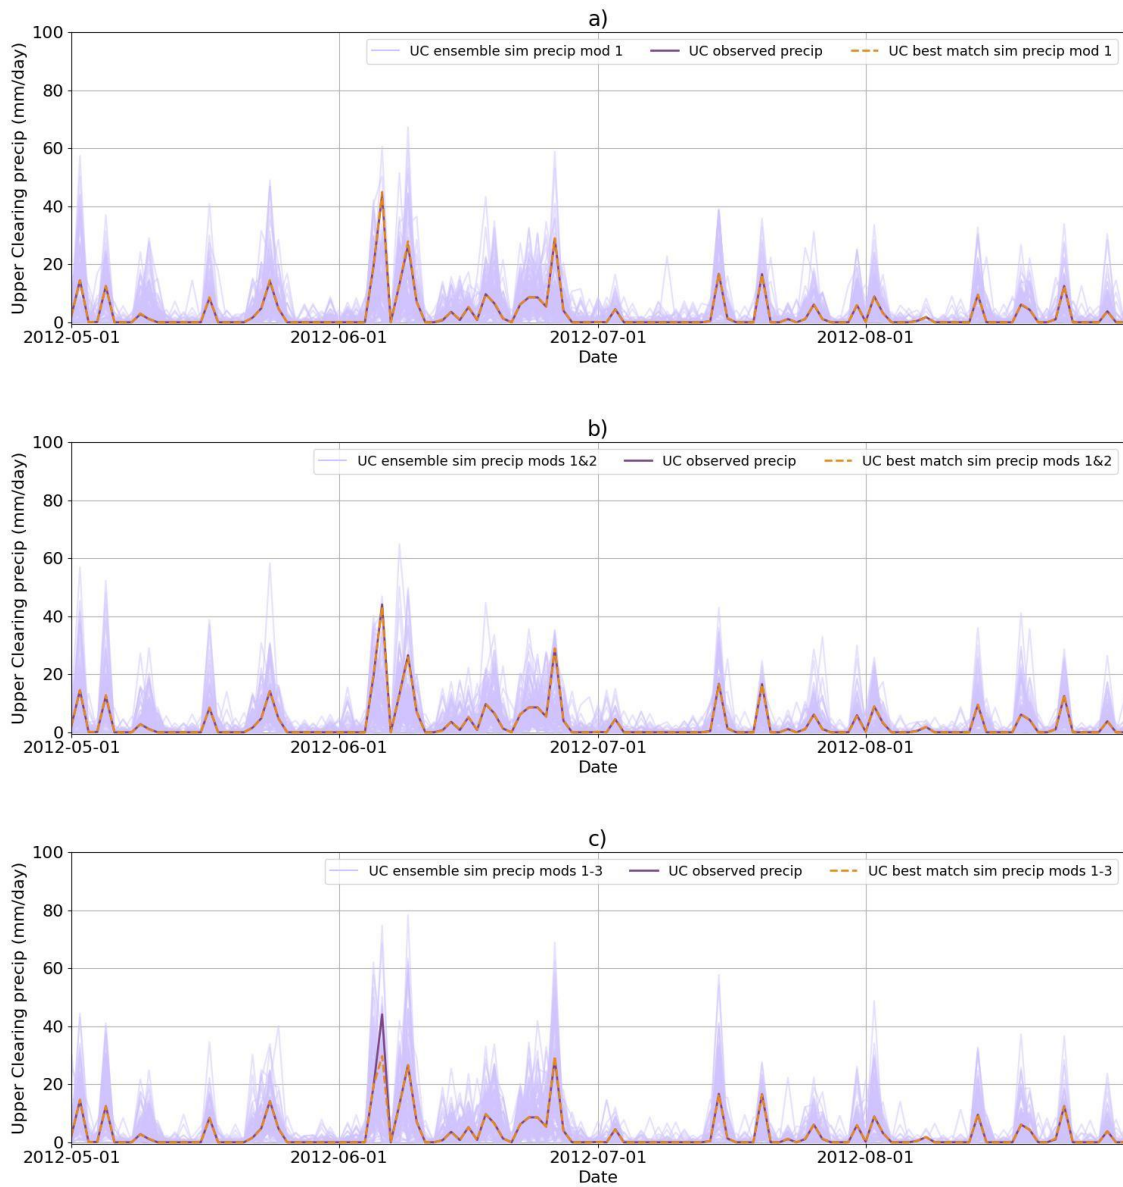 a)
100
80
60
40
20
0
Upper Clearing precip (mm/day)
UC ensemble sim precip mod 1
UC observed precip
UC best match sim precip mod 1
2012-05-01
2012-06-01
2012-07-01
2012-08-01
Date
b)
100
80
60
40
20
0
Upper Clearing precip (mm/day)
UC ensemble sim precip mods 1&2
UC observed precip
UC best match sim precip mods 1&2
2012-05-01
2012-06-01
2012-07-01
2012-08-01
Date
c)
100
80
60
40
20
0
Upper Clearing precip (mm/day)
UC ensemble sim precip mods 1-3
UC observed precip
UC best match sim precip mods 1-3
2012-05-01
2012-06-01
2012-07-01
2012-08-01
Date